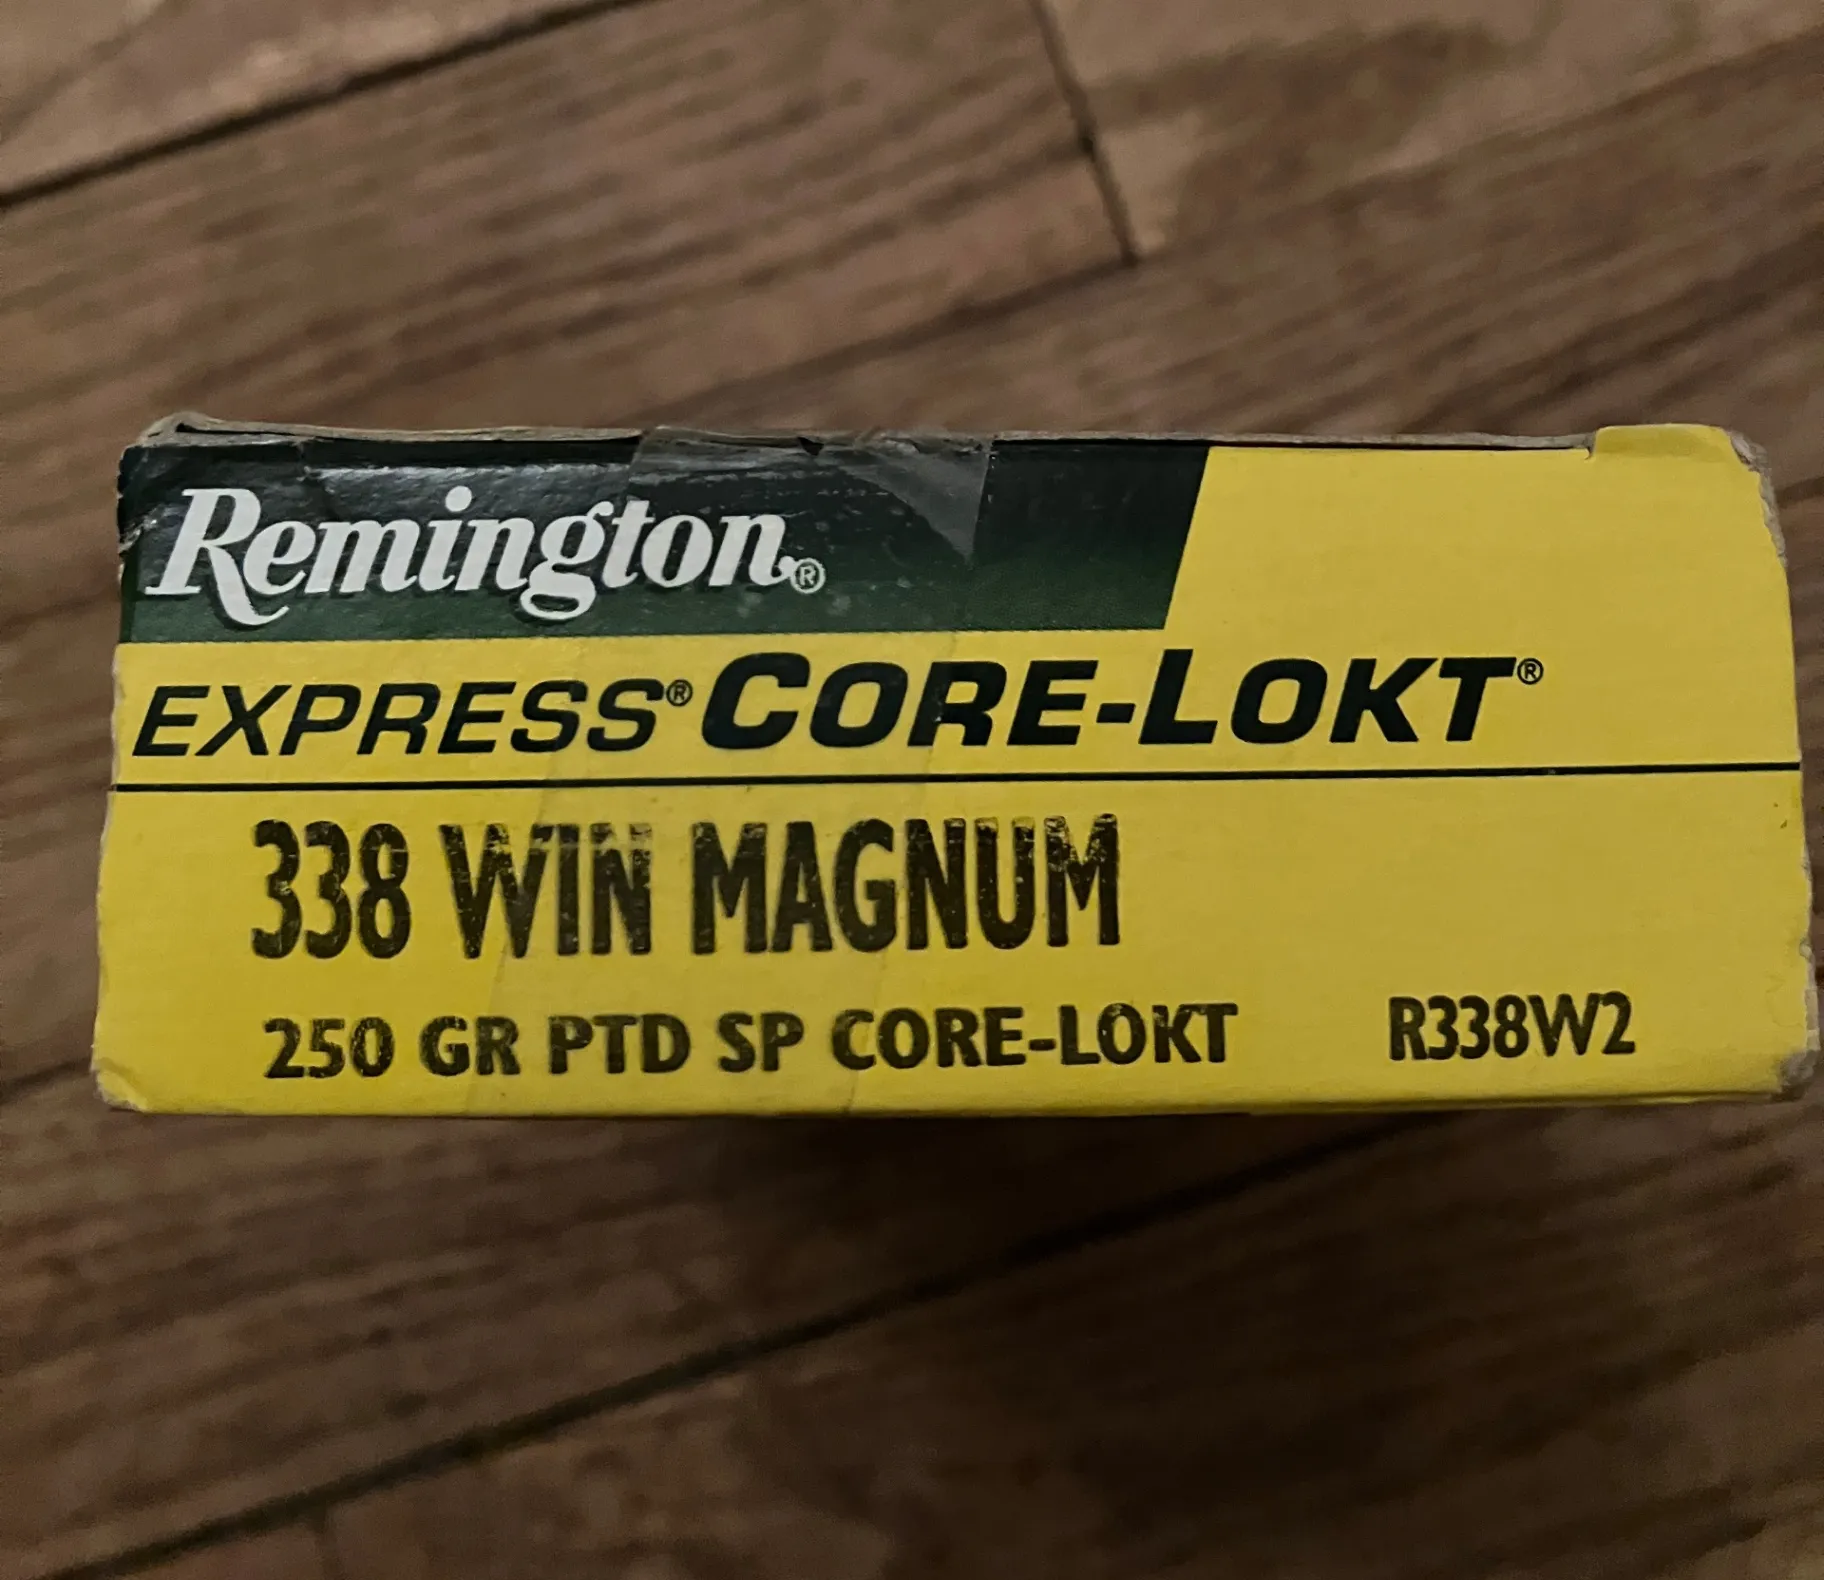 Remington®
EXPRESS® CORE-LOKT®
338 WIN MAGNUM
250 GR PTD SP CORE-LOKT R338W2